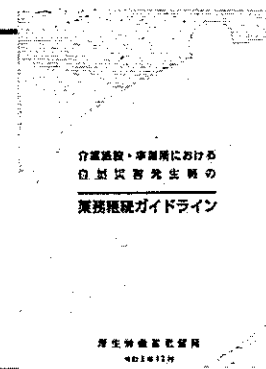 介護施設・事業所における
自然災害発生時の
業務継続ガイドライン
厚生労働省老健局
令和2年12月